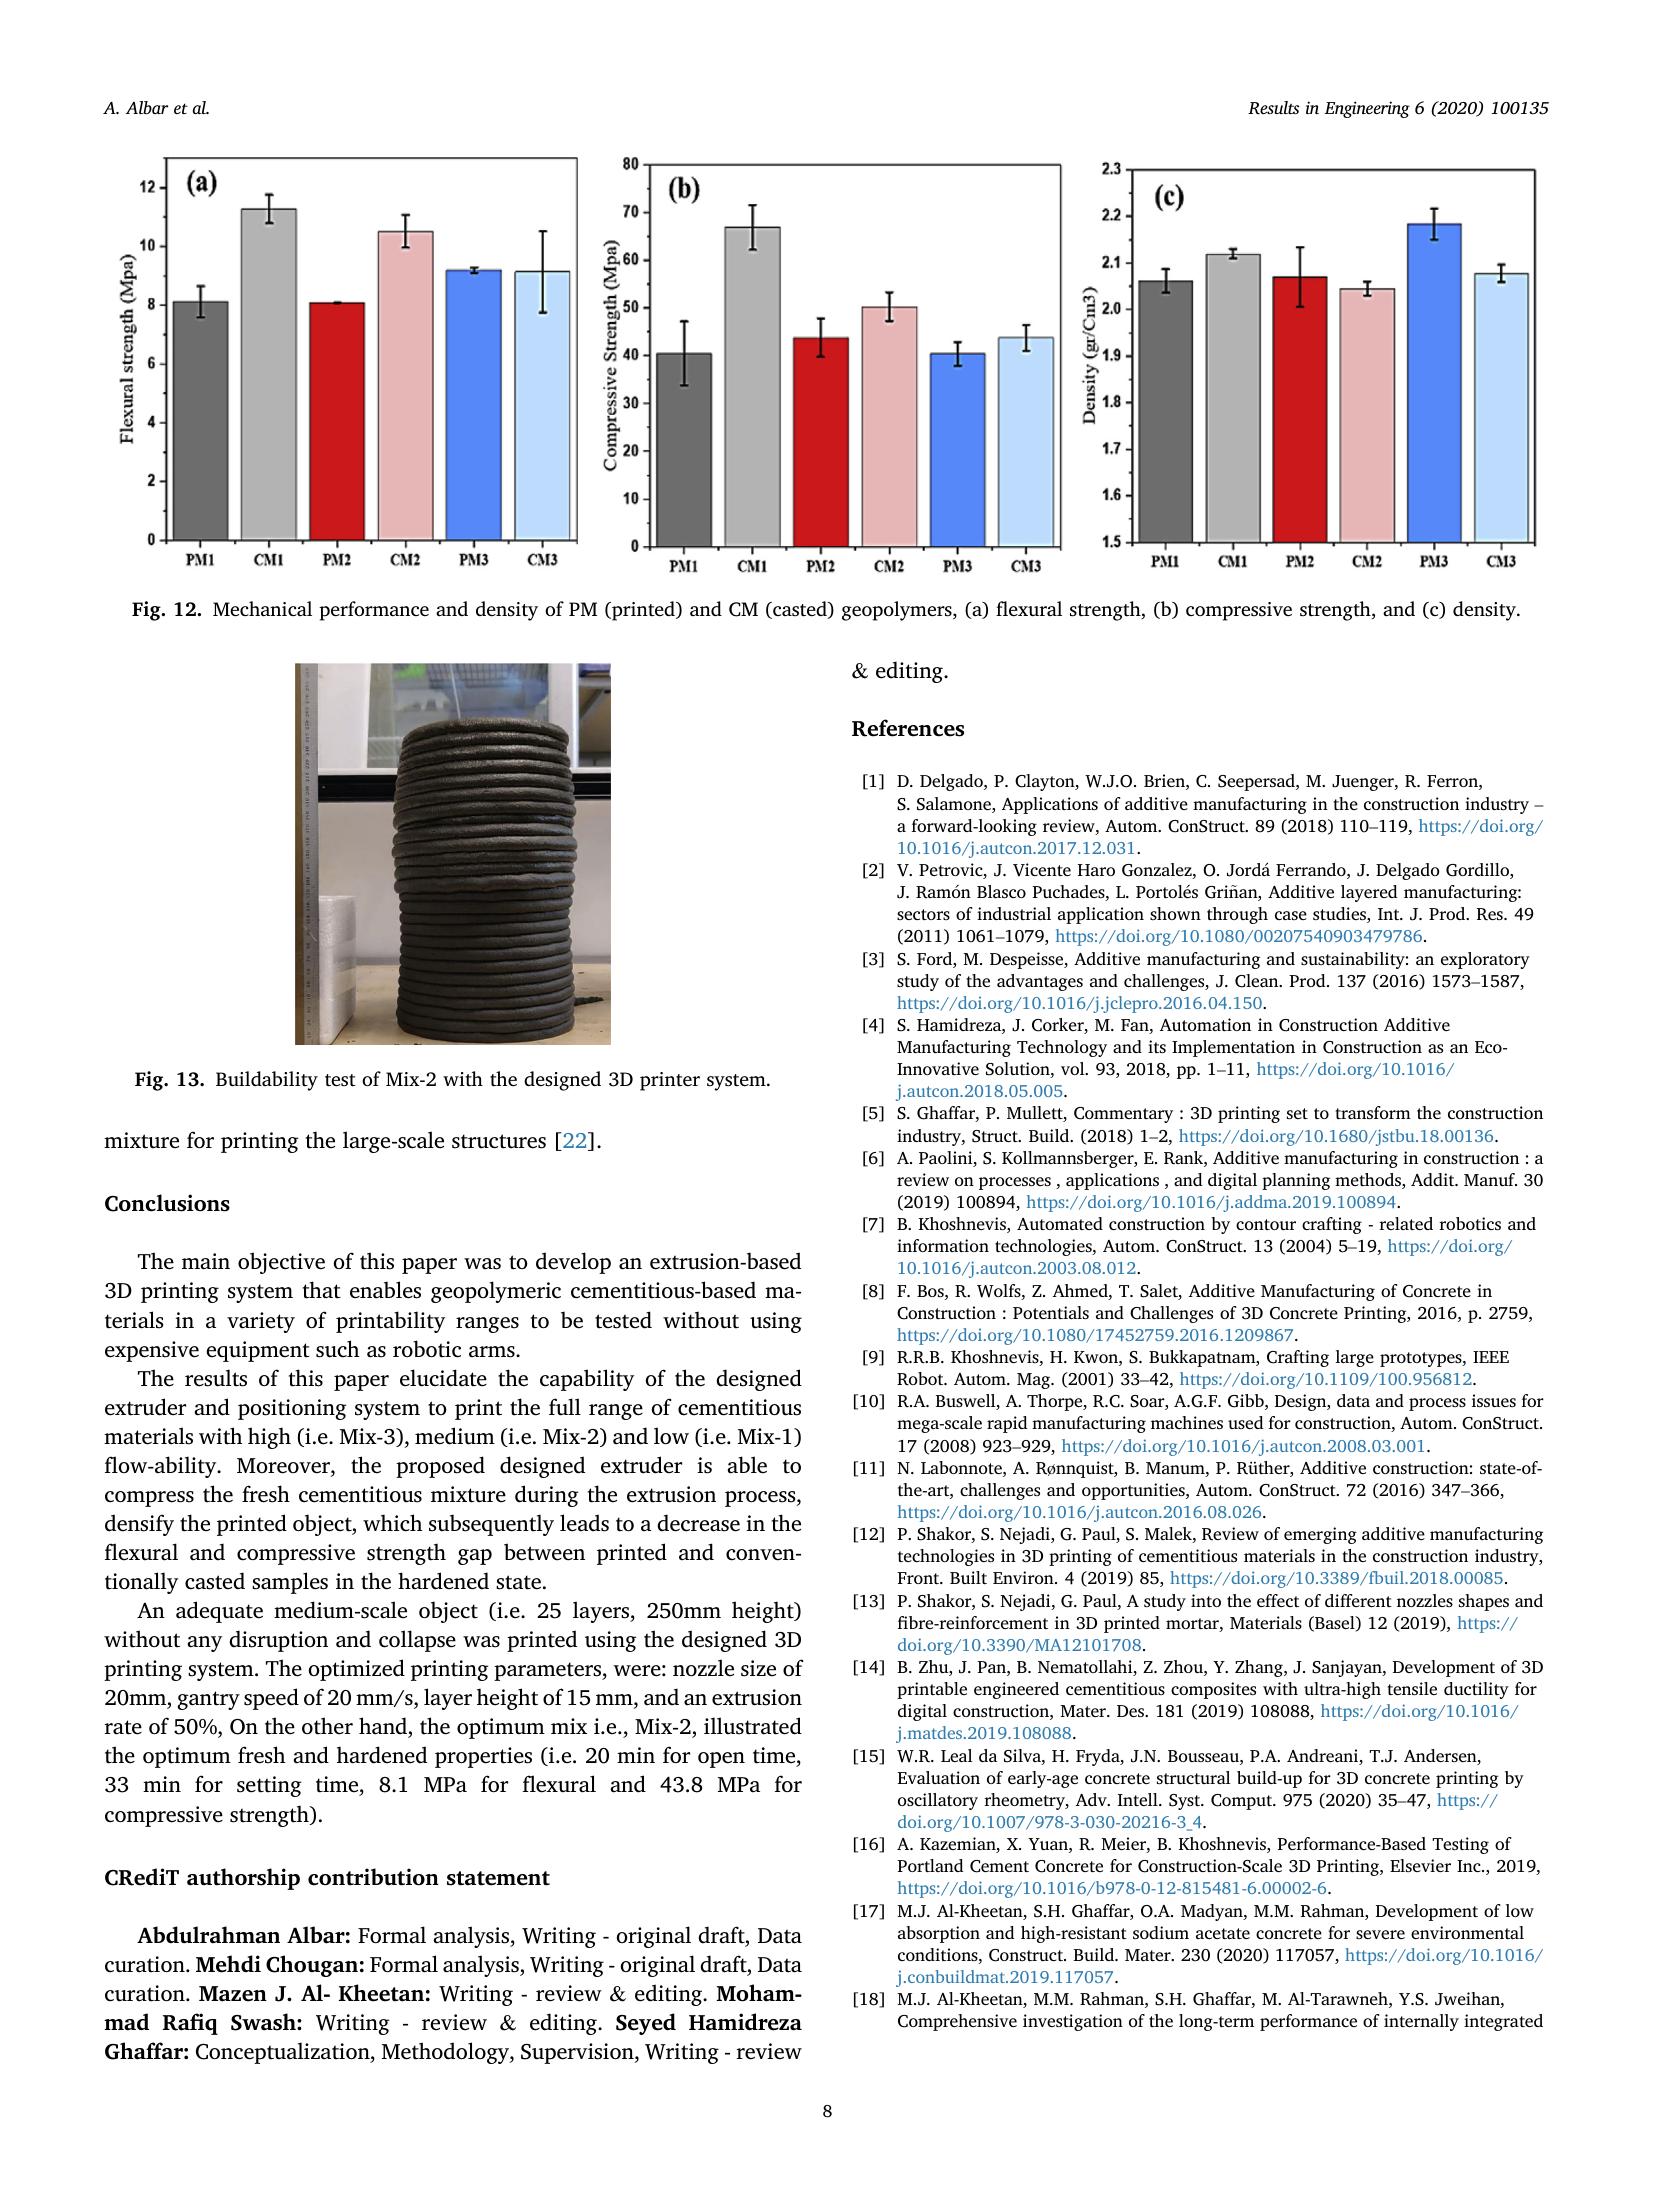 A. Albar et al.
Results in Engineering 6 (2020) 100135
(a)
Flexural strength (Mpa)
12
10
8
6
4
2
0
PM1 CM1 PM2 CM2 PM3 CM3
(b)
Compressive Strength (Mpa)
80
70
60
50
40
30
20
10
0
PM1 CM1 PM2 CM2 PM3 CM3
(c)
Density (gr/Cm3)
2.3
2.2
2.1
2.0
1.9
1.8
1.7
1.6
1.5
PM1 CM1 PM2 CM2 PM3 CM3
Fig. 12. Mechanical performance and density of PM (printed) and CM (casted) geopolymers, (a) flexural strength, (b) compressive strength, and (c) density.
Fig. 13. Buildability test of Mix-2 with the designed 3D printer system.
mixture for printing the large-scale structures [22].
Conclusions
The main objective of this paper was to develop an extrusion-based
3D printing system that enables geopolymeric cementitious-based ma-
terials in a variety of printability ranges to be tested without using
expensive equipment such as robotic arms.
The results of this paper elucidate the capability of the designed
extruder and positioning system to print the full range of cementitious
materials with high (i.e. Mix-3), medium (i.e. Mix-2) and low (i.e. Mix-1)
flow-ability. Moreover, the proposed designed extruder is able to
compress the fresh cementitious mixture during the extrusion process,
densify the printed object, which subsequently leads to a decrease in the
flexural and compressive strength gap between printed and conven-
tionally casted samples in the hardened state.
An adequate medium-scale object (i.e. 25 layers, 250mm height)
without any disruption and collapse was printed using the designed 3D
printing system. The optimized printing parameters, were: nozzle size of
20mm, gantry speed of 20 mm/s, layer height of 15 mm, and an extrusion
rate of 50%, On the other hand, the optimum mix i.e., Mix-2, illustrated
the optimum fresh and hardened properties (i.e. 20 min for open time,
33 min for setting time, 8.1 MPa for flexural and 43.8 MPa for
compressive strength).
CRediT authorship contribution statement
Abdulrahman Albar: Formal analysis, Writing - original draft, Data
curation. Mehdi Chougan: Formal analysis, Writing - original draft, Data
curation. Mazen J. Al- Kheetan: Writing - review & editing. Moham-
mad Rafiq Swash: Writing - review & editing. Seyed Hamidreza
Ghaffar: Conceptualization, Methodology, Supervision, Writing - review
& editing.
References
[1] D. Delgado, P. Clayton, W.J.O. Brien, C. Seepersad, M. Juenger, R. Ferron,
S. Salamone, Applications of additive manufacturing in the construction industry –
a forward-looking review, Autom. ConStruct. 89 (2018) 110–119, https://doi.org/
10.1016/j.autcon.2017.12.031.
[2] V. Petrovic, J. Vicente Haro Gonzalez, O. Jordá Ferrando, J. Delgado Gordillo,
J. Ramón Blasco Puchades, L. Portolés Griñan, Additive layered manufacturing:
sectors of industrial application shown through case studies, Int. J. Prod. Res. 49
(2011) 1061–1079, https://doi.org/10.1080/00207540903479786.
[3] S. Ford, M. Despeisse, Additive manufacturing and sustainability: an exploratory
study of the advantages and challenges, J. Clean. Prod. 137 (2016) 1573–1587,
https://doi.org/10.1016/j.jclepro.2016.04.150.
[4] S. Hamidreza, J. Corker, M. Fan, Automation in Construction Additive
Manufacturing Technology and its Implementation in Construction as an Eco-
Innovative Solution, vol. 93, 2018, pp. 1–11, https://doi.org/10.1016/
j.autcon.2018.05.005.
[5] S. Ghaffar, P. Mullett, Commentary : 3D printing set to transform the construction
industry, Struct. Build. (2018) 1–2, https://doi.org/10.1680/jstbu.18.00136.
[6] A. Paolini, S. Kollmannsberger, E. Rank, Additive manufacturing in construction : a
review on processes , applications , and digital planning methods, Addit. Manuf. 30
(2019) 100894, https://doi.org/10.1016/j.addma.2019.100894.
[7] B. Khoshnevis, Automated construction by contour crafting - related robotics and
information technologies, Autom. ConStruct. 13 (2004) 5–19, https://doi.org/
10.1016/j.autcon.2003.08.012.
[8] F. Bos, R. Wolfs, Z. Ahmed, T. Salet, Additive Manufacturing of Concrete in
Construction : Potentials and Challenges of 3D Concrete Printing, 2016, p. 2759,
https://doi.org/10.1080/17452759.2016.1209867.
[9] R.R.B. Khoshnevis, H. Kwon, S. Bukkapatnam, Crafting large prototypes, IEEE
Robot. Autom. Mag. (2001) 33–42, https://doi.org/10.1109/100.956812.
[10] R.A. Buswell, A. Thorpe, R.C. Soar, A.G.F. Gibb, Design, data and process issues for
mega-scale rapid manufacturing machines used for construction, Autom. ConStruct.
17 (2008) 923–929, https://doi.org/10.1016/j.autcon.2008.03.001.
[11] N. Labonnote, A. Rønnquist, B. Manum, P. Rüther, Additive construction: state-of-
the-art, challenges and opportunities, Autom. ConStruct. 72 (2016) 347–366,
https://doi.org/10.1016/j.autcon.2016.08.026.
[12] P. Shakor, S. Nejadi, G. Paul, S. Malek, Review of emerging additive manufacturing
technologies in 3D printing of cementitious materials in the construction industry,
Front. Built Environ. 4 (2019) 85, https://doi.org/10.3389/fbuil.2018.00085.
[13] P. Shakor, S. Nejadi, G. Paul, A study into the effect of different nozzles shapes and
fibre-reinforcement in 3D printed mortar, Materials (Basel) 12 (2019), https://
doi.org/10.3390/MA12101708.
[14] B. Zhu, J. Pan, B. Nematollahi, Z. Zhou, Y. Zhang, J. Sanjayan, Development of 3D
printable engineered cementitious composites with ultra-high tensile ductility for
digital construction, Mater. Des. 181 (2019) 108088, https://doi.org/10.1016/
j.matdes.2019.108088.
[15] W.R. Leal da Silva, H. Fryda, J.N. Bousseau, P.A. Andreani, T.J. Andersen,
Evaluation of early-age concrete structural build-up for 3D concrete printing by
oscillatory rheometry, Adv. Intell. Syst. Comput. 975 (2020) 35–47, https://
doi.org/10.1007/978-3-030-20216-3_4.
[16] A. Kazemian, X. Yuan, R. Meier, B. Khoshnevis, Performance-Based Testing of
Portland Cement Concrete for Construction-Scale 3D Printing, Elsevier Inc., 2019,
https://doi.org/10.1016/b978-0-12-815481-6.00002-6.
[17] M.J. Al-Kheetan, S.H. Ghaffar, O.A. Madyan, M.M. Rahman, Development of low
absorption and high-resistant sodium acetate concrete for severe environmental
conditions, Construct. Build. Mater. 230 (2020) 117057, https://doi.org/10.1016/
j.conbuildmat.2019.117057.
[18] M.J. Al-Kheetan, M.M. Rahman, S.H. Ghaffar, M. Al-Tarawneh, Y.S. Jweihan,
Comprehensive investigation of the long-term performance of internally integrated
8